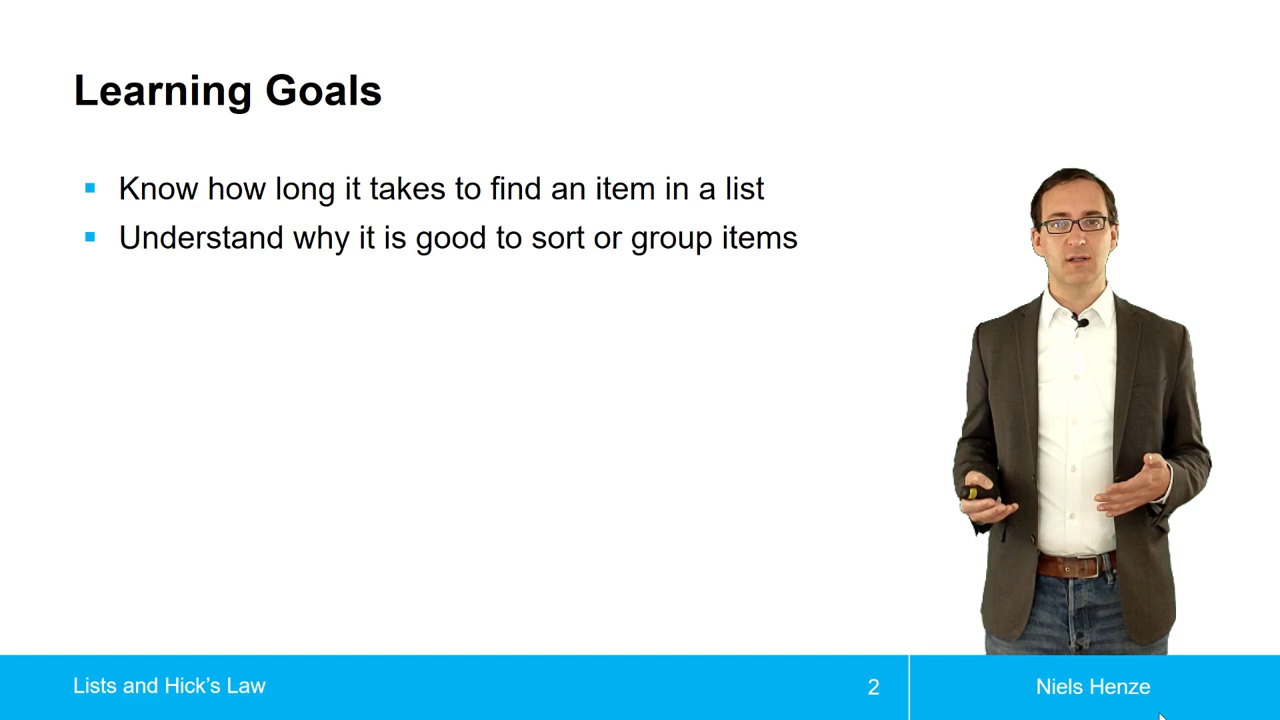 Learning Goals
Know how long it takes to find an item in a list
Understand why it is good to sort or group items
Lists and Hick’s Law
2
Niels Henze